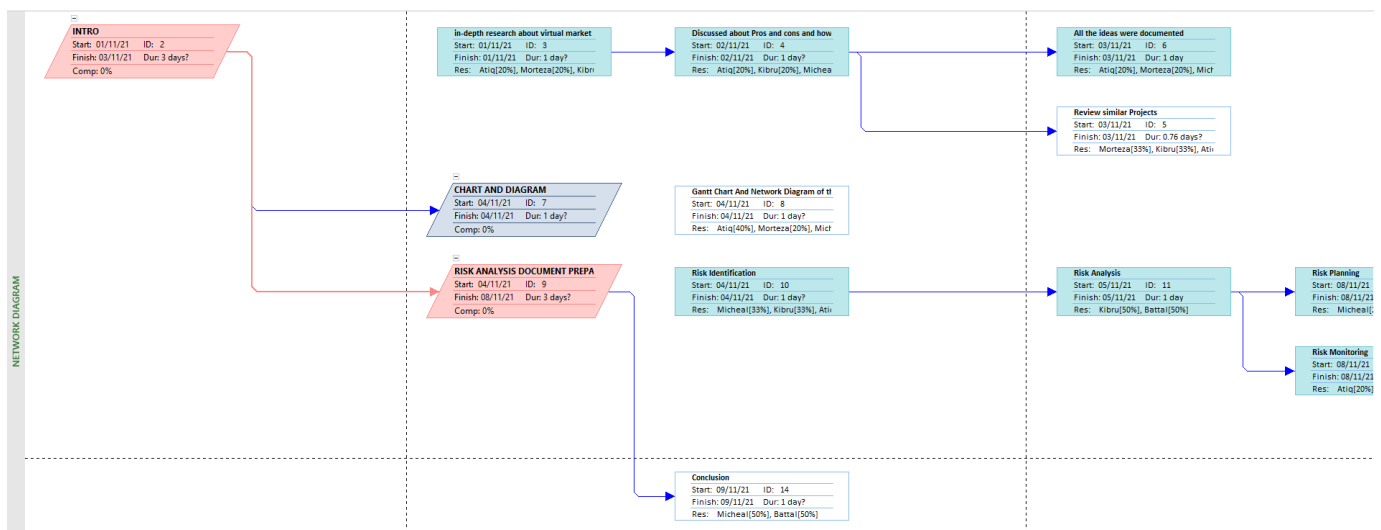 NETWORK DIAGRAM
INTRO
Start: 01/11/21 ID: 2
Finish: 03/11/21 Dur: 3 days?
Comp: 0%
in-depth research about virtual market
Start: 01/11/21 ID: 3
Finish: 01/11/21 Dur: 1 day?
Res: Atiq[20%], Morteza[20%], Kibru
Discussed about Pros and cons and how
Start: 02/11/21 ID: 4
Finish: 02/11/21 Dur: 1 day?
Res: Atiq[20%], Kibru[20%], Michea
All the ideas were documented
Start: 03/11/21 ID: 6
Finish: 03/11/21 Dur: 1 day
Res: Atiq[20%], Morteza[20%], Mich
Review similar Projects
Start: 03/11/21 ID: 5
Finish: 03/11/21 Dur: 0.76 days?
Res: Morteza[33%], Kibru[33%], Ati
CHART AND DIAGRAM
Start: 04/11/21 ID: 7
Finish: 04/11/21 Dur: 1 day?
Comp: 0%
Gantt Chart And Network Diagram of th
Start: 04/11/21 ID: 8
Finish: 04/11/21 Dur: 1 day?
Res: Atiq[40%], Morteza[20%], Mich
RISK ANALYSIS DOCUMENT PREPA
Start: 04/11/21 ID: 9
Finish: 08/11/21 Dur: 3 days?
Comp: 0%
Risk Identification
Start: 04/11/21 ID: 10
Finish: 04/11/21 Dur: 1 day?
Res: Micheal[33%], Kibru[33%], Ati
Risk Analysis
Start: 05/11/21 ID: 11
Finish: 05/11/21 Dur: 1 day
Res: Kibru[50%], Battal[50%]
Risk Planning
Start: 08/11/21
Finish: 08/11/21
Res: Micheal[
Risk Monitoring
Start: 08/11/21
Finish: 08/11/21
Res: Atiq[20%]
Conclusion
Start: 09/11/21 ID: 14
Finish: 09/11/21 Dur: 1 day?
Res: Micheal[50%], Battal[50%]